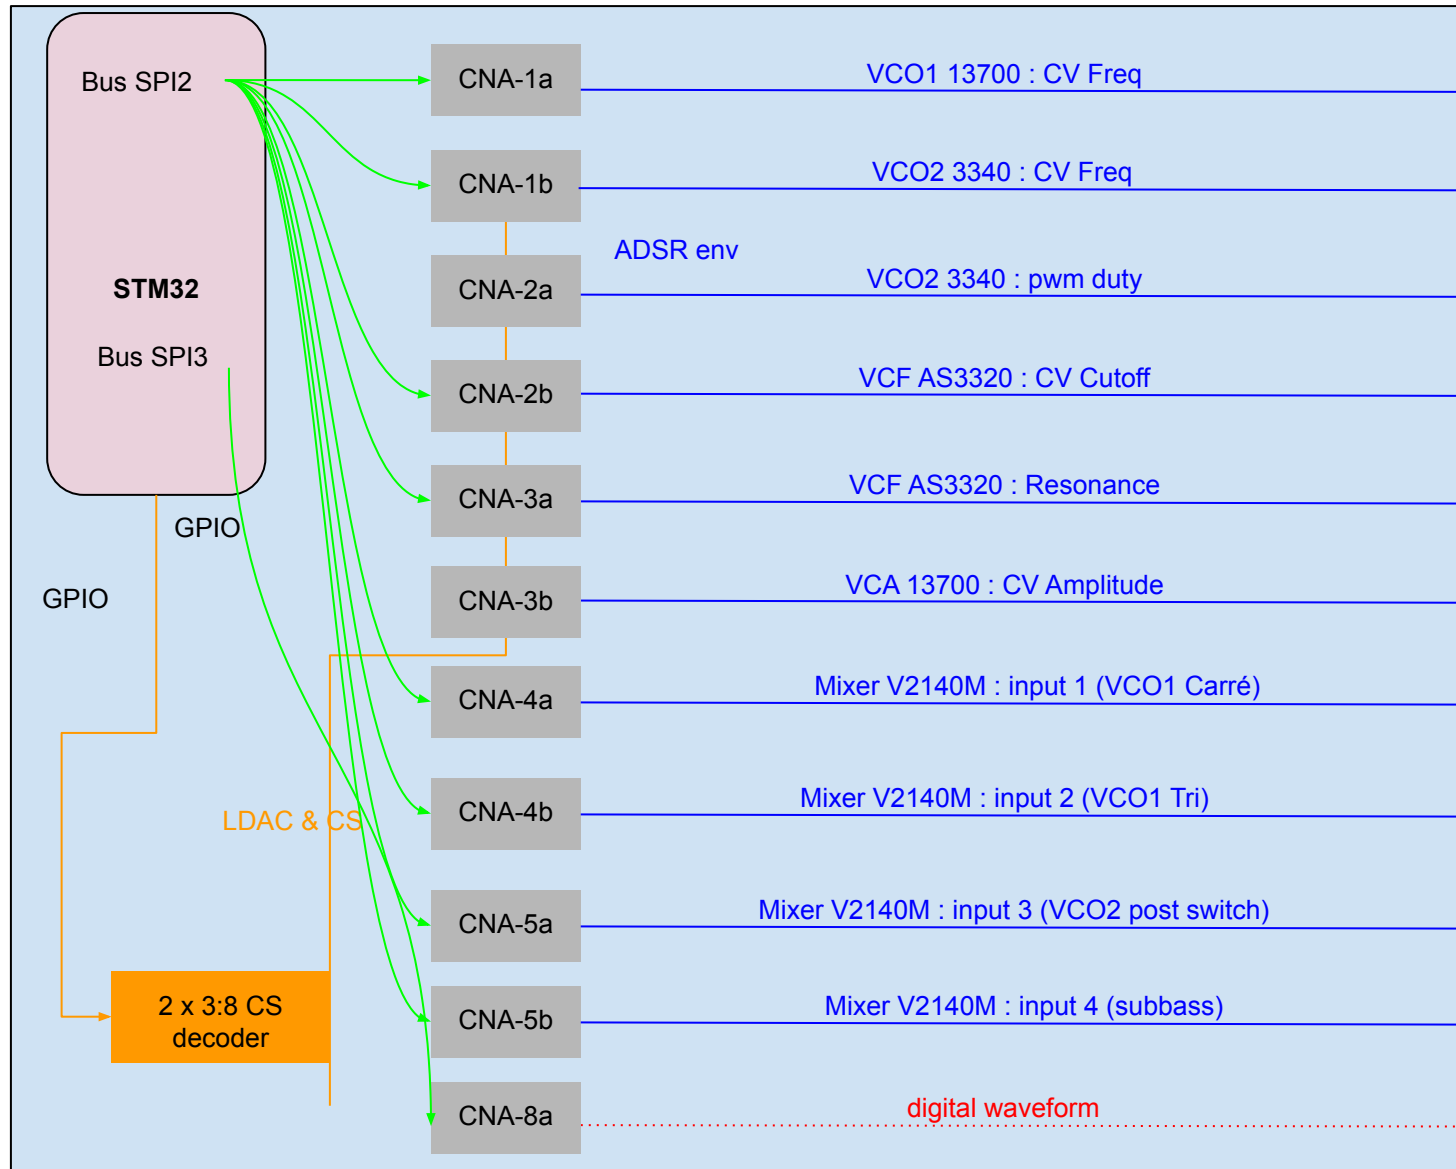 Bus SPI2
STM32
Bus SPI3
GPIO
GPIO
LDAC & CS
2 x 3:8 CS
decoder
CNA-1a
VCO1 13700 : CV Freq
CNA-1b
VCO2 3340 : CV Freq
ADSR env
CNA-2a
VCO2 3340 : pwm duty
CNA-2b
VCF AS3320 : CV Cutoff
CNA-3a
VCF AS3320 : Resonance
CNA-3b
VCA 13700 : CV Amplitude
CNA-4a
Mixer V2140M : input 1 (VCO1 Carré)
CNA-4b
Mixer V2140M : input 2 (VCO1 Tri)
CNA-5a
Mixer V2140M : input 3 (VCO2 post switch)
CNA-5b
Mixer V2140M : input 4 (subbass)
CNA-8a
digital waveform